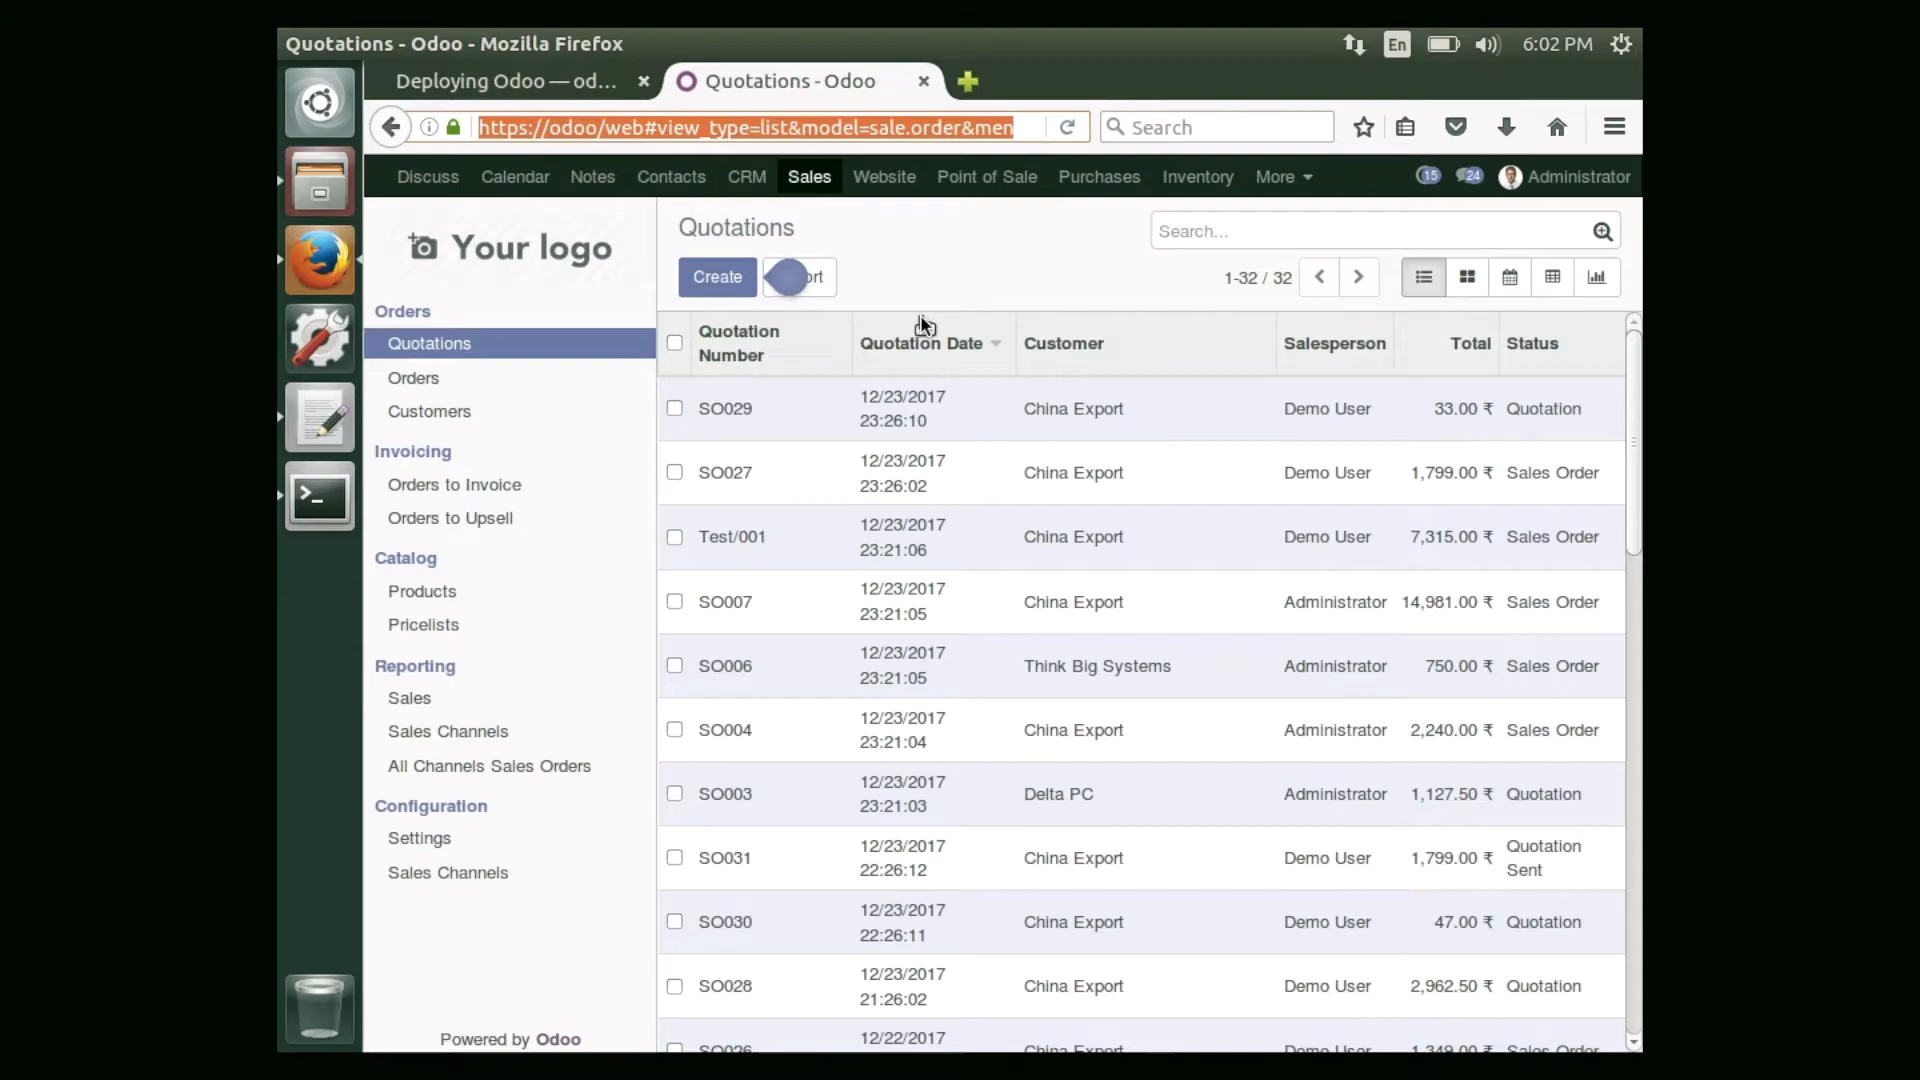 Quotations - Odoo - Mozilla Firefox
En
6:02 PM
Deploying Odoo — od...
Quotations - Odoo
https://odoo/web#view_type=list&model=sale.order&men
Search
Discuss Calendar Notes Contacts CRM Sales Website Point of Sale Purchases Inventory More
15
24
Administrator
Your logo
Orders
Quotations
Orders
Customers
Invoicing
Orders to Invoice
Orders to Upsell
Catalog
Products
Pricelists
Reporting
Sales
Sales Channels
All Channels Sales Orders
Configuration
Settings
Sales Channels
Powered by Odoo
Quotations
Search...
Create
1-32 / 32
Quotation
Number
Quotation Date Customer Salesperson Total Status
SO029 12/23/2017
23:26:10 China Export Demo User 33.00 ₹ Quotation
SO027 12/23/2017
23:26:02 China Export Demo User 1,799.00 ₹ Sales Order
Test/001 12/23/2017
23:21:06 China Export Demo User 7,315.00 ₹ Sales Order
SO007 12/23/2017
23:21:05 China Export Administrator 14,981.00 ₹ Sales Order
SO006 12/23/2017
23:21:05 Think Big Systems Administrator 750.00 ₹ Sales Order
SO004 12/23/2017
23:21:04 China Export Administrator 2,240.00 ₹ Sales Order
SO003 12/23/2017
23:21:03 Delta PC Administrator 1,127.50 ₹ Quotation
SO031 12/23/2017
22:26:12 China Export Demo User 1,799.00 ₹ Quotation
Sent
SO030 12/23/2017
22:26:11 China Export Demo User 47.00 ₹ Quotation
SO028 12/23/2017
21:26:02 China Export Demo User 2,962.50 ₹ Quotation
SO026 12/22/2017
China Export Demo User 1,349.00 ₹ Sales Order